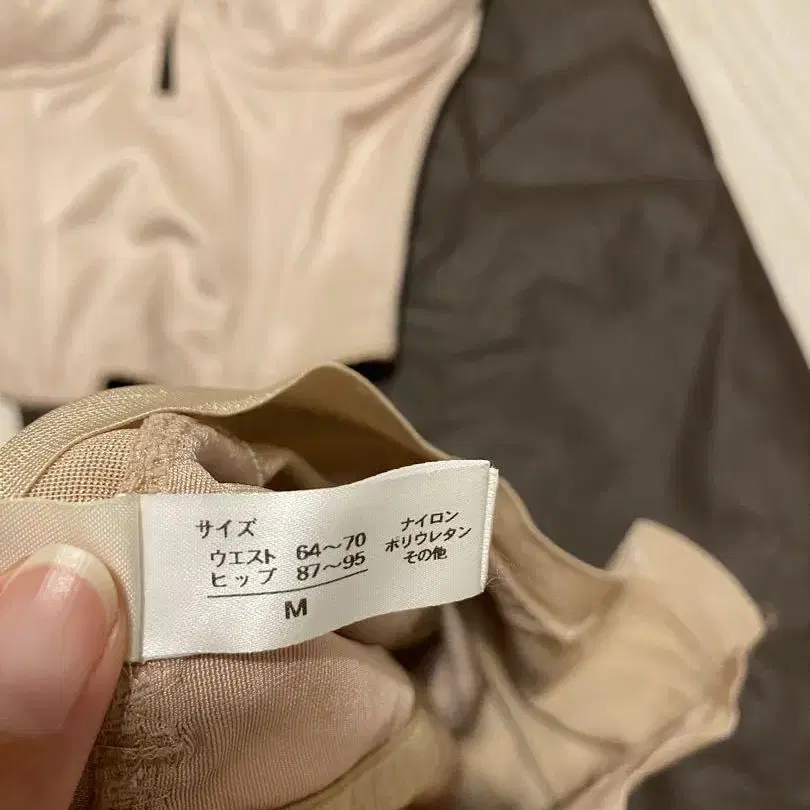 サイズ
ウエスト 64〜70
ヒップ 87〜95
M
ナイロン
ポリウレタン
その他